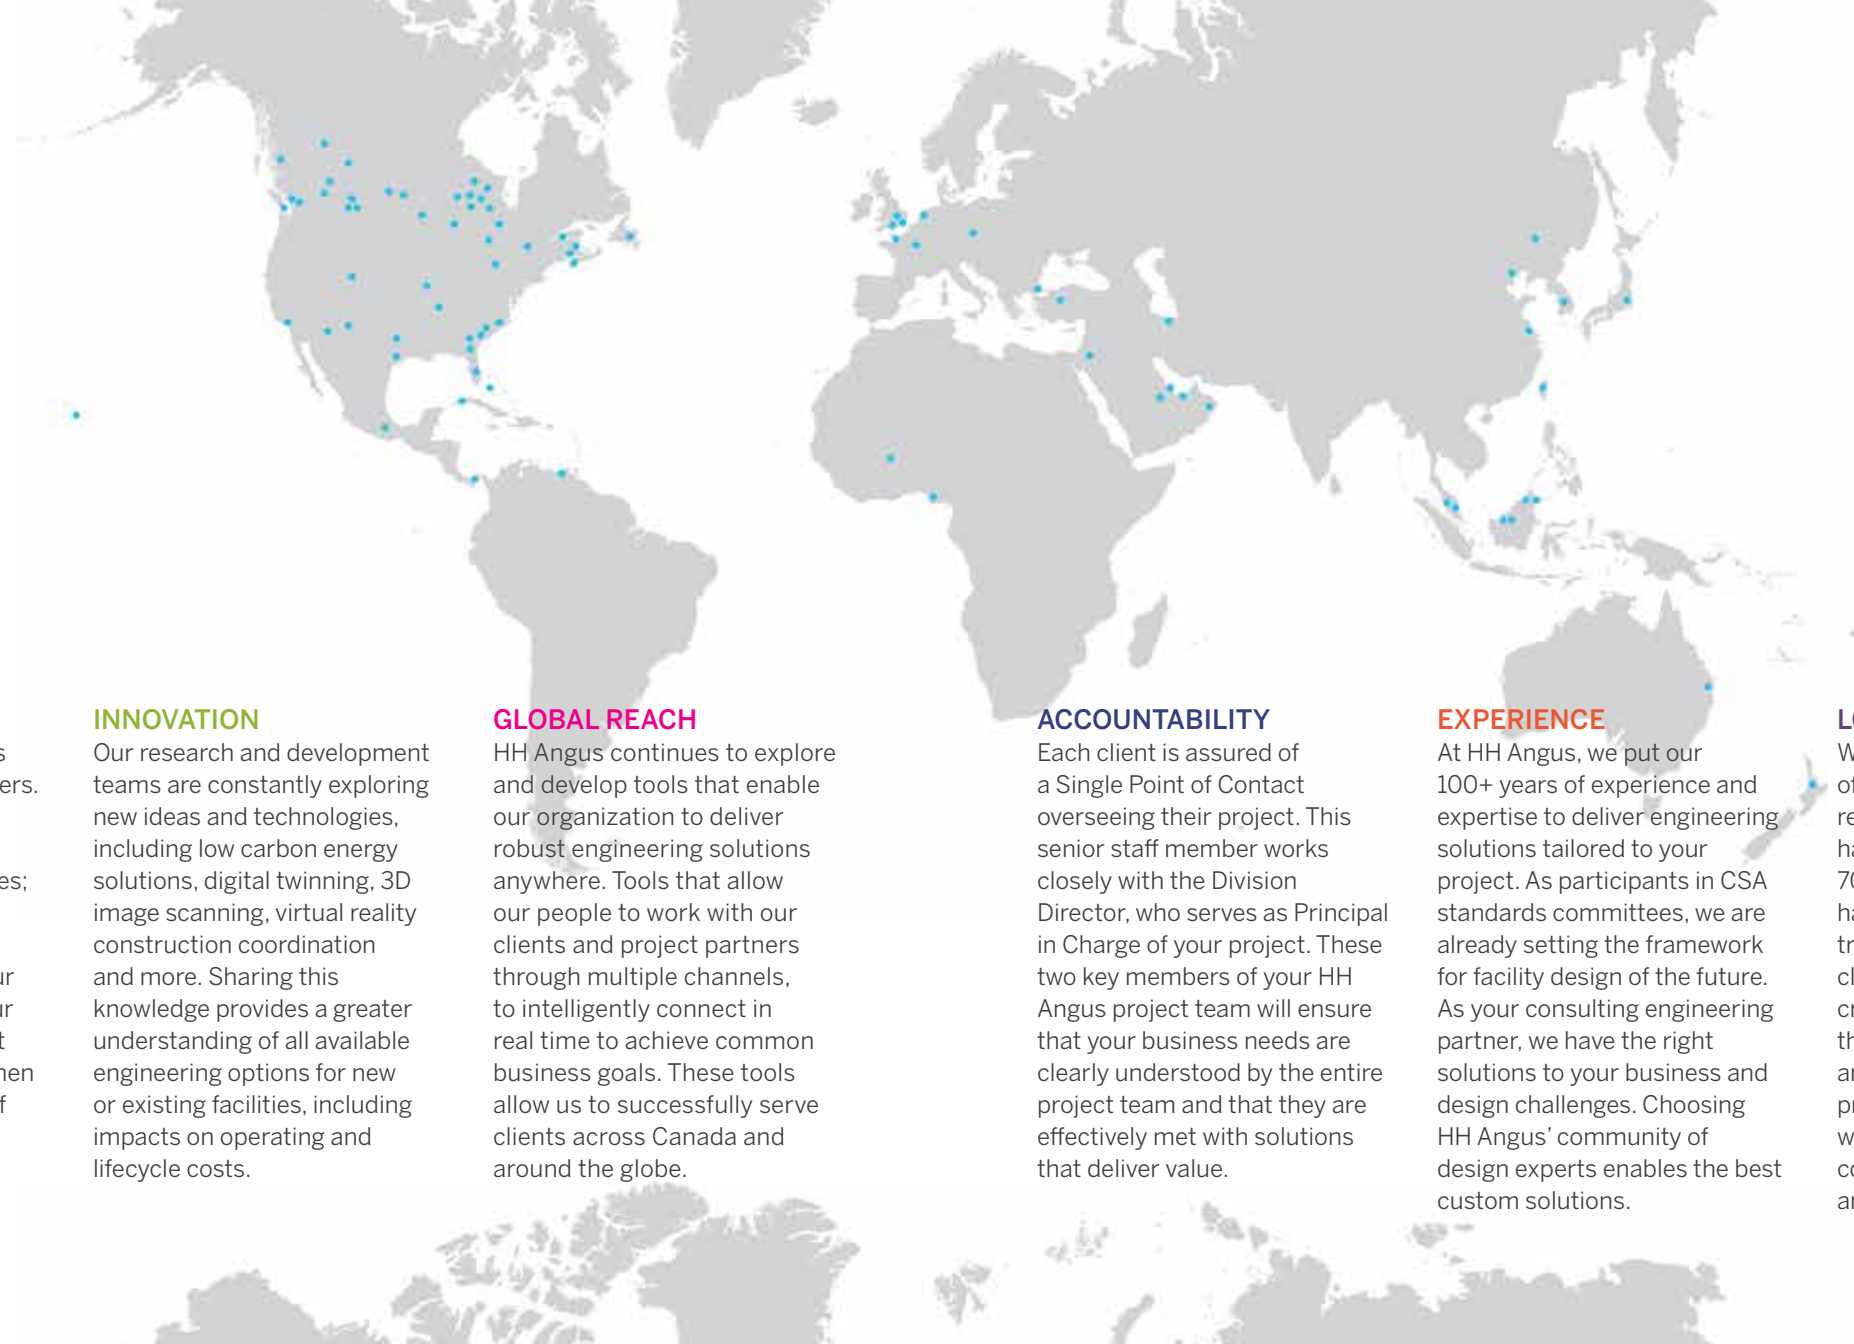 s
ers.
es;
ur
ur
t
hen
f
INNOVATION
Our research and development
teams are constantly exploring
new ideas and technologies,
including low carbon energy
solutions, digital twinning, 3D
image scanning, virtual reality
construction coordination
and more. Sharing this
knowledge provides a greater
understanding of all available
engineering options for new
or existing facilities, including
impacts on operating and
lifecycle costs.
GLOBAL REACH
HH Angus continues to explore
and develop tools that enable
our organization to deliver
robust engineering solutions
anywhere. Tools that allow
our people to work with our
clients and project partners
through multiple channels,
to intelligently connect in
real time to achieve common
business goals. These tools
allow us to successfully serve
clients across Canada and
around the globe.
ACCOUNTABILITY
Each client is assured of
a Single Point of Contact
overseeing their project. This
senior staff member works
closely with the Division
Director, who serves as Principal
in Charge of your project. These
two key members of your HH
Angus project team will ensure
that your business needs are
clearly understood by the entire
project team and that they are
effectively met with solutions
that deliver value.
EXPERIENCE
At HH Angus, we put our
100+ years of experience and
expertise to deliver engineering
solutions tailored to your
project. As participants in CSA
standards committees, we are
already setting the framework
for facility design of the future.
As your consulting engineering
partner, we have the right
solutions to your business and
design challenges. Choosing
HH Angus’ community of
design experts enables the best
custom solutions.